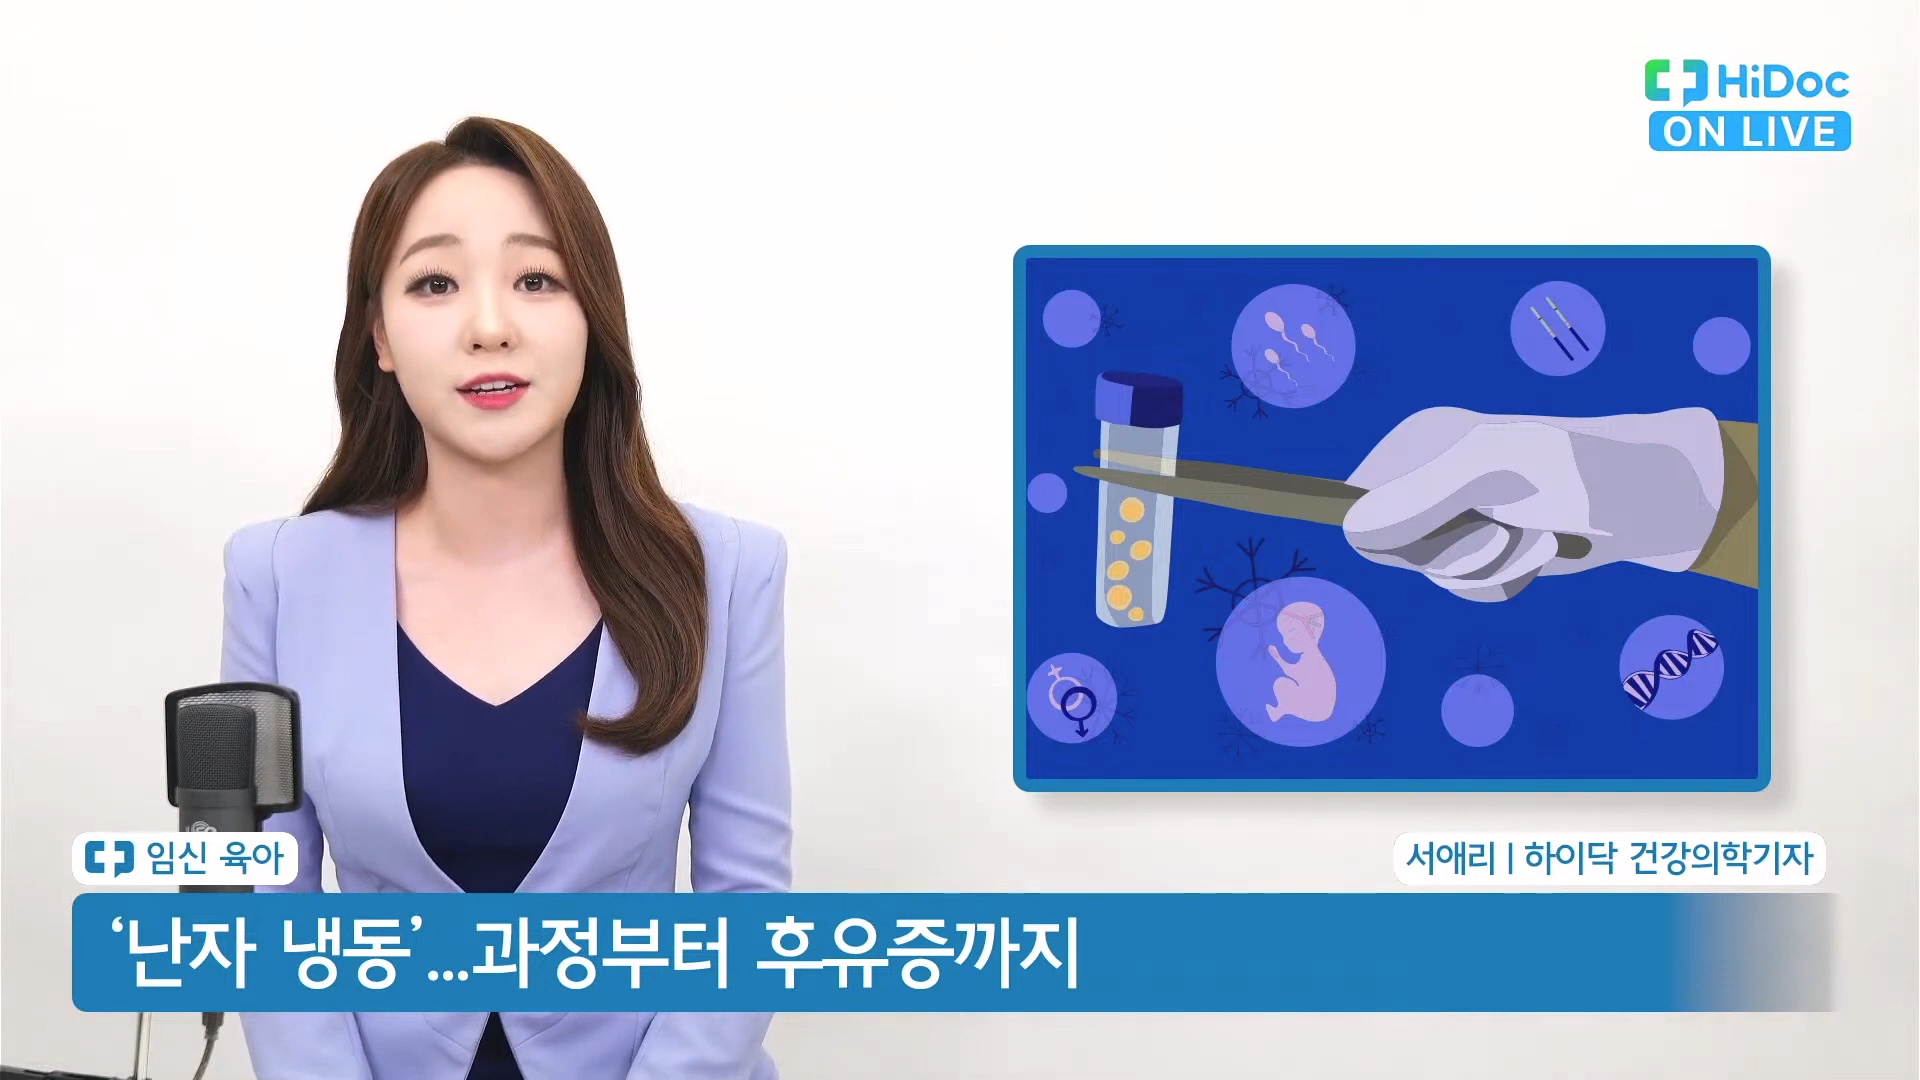 HiDoc
ON LIVE
임신 육아
서애리 | 하이닥 건강의학기자
‘난자 냉동’...과정부터 후유증까지